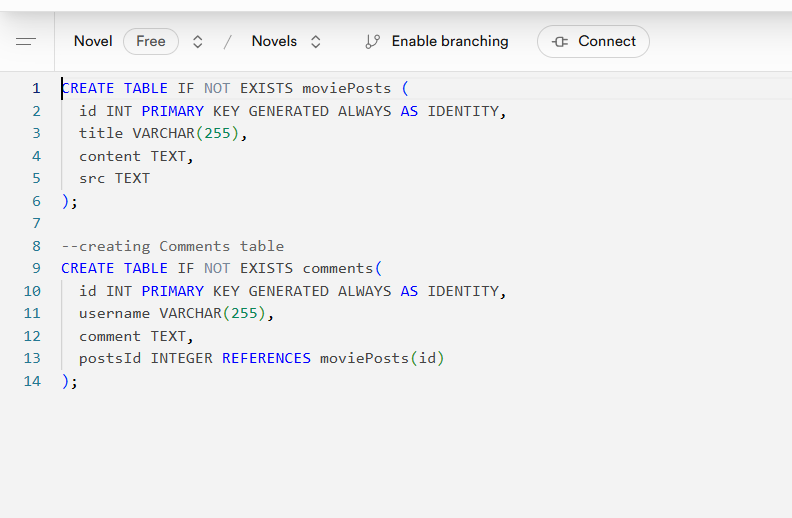 Novel Free / Novels Enable branching Connect
1 CREATE TABLE IF NOT EXISTS moviePosts (
2 id INT PRIMARY KEY GENERATED ALWAYS AS IDENTITY,
3 title VARCHAR(255),
4 content TEXT,
5 src TEXT
6 );
7
8 --creating Comments table
9 CREATE TABLE IF NOT EXISTS comments(
10 id INT PRIMARY KEY GENERATED ALWAYS AS IDENTITY,
11 username VARCHAR(255),
12 comment TEXT,
13 postsId INTEGER REFERENCES moviePosts(id)
14 );